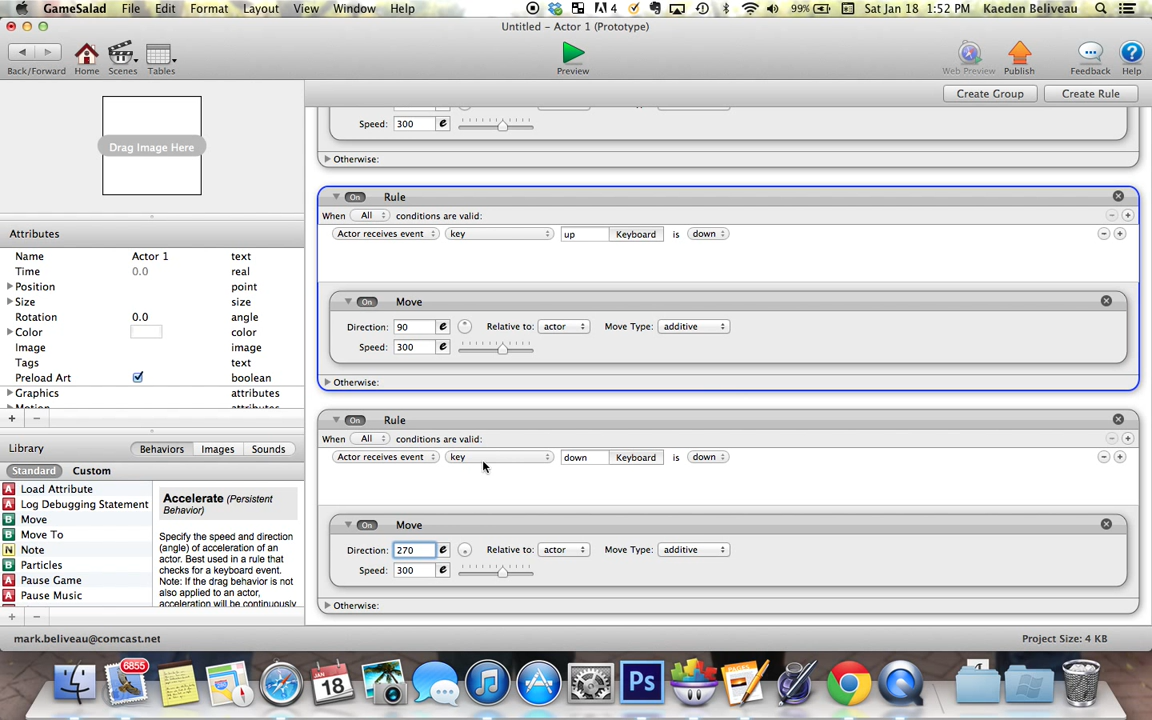 GameSalad File Edit Format Layout View Window Help 4 99% Sat Jan 18 1:52 PM Kaeden Beliveau
Untitled – Actor 1 (Prototype)
Back/Forward Home Scenes Tables Preview Web Preview Publish Feedback Help
Create Group Create Rule
Drag Image Here
Speed: 300 e
Otherwise:
On Rule
When All conditions are valid:
Actor receives event key up Keyboard is down
On Move
Direction: 90 e Relative to: actor Move Type: additive
Speed: 300 e
Otherwise:
On Rule
When All conditions are valid:
Actor receives event key down Keyboard is down
On Move
Direction: 270 e Relative to: actor Move Type: additive
Speed: 300 e
Otherwise:
Attributes
Name Actor 1 text
Time 0.0 real
Position point
Size size
Rotation 0.0 angle
Color color
Image image
Tags text
Preload Art boolean
Graphics attributes
Motion attributes
Library Behaviors Images Sounds
Standard Custom
A Load Attribute
A Log Debugging Statement
B Move
B Move To
N Note
B Particles
A Pause Game
A Pause Music
Accelerate (Persistent
Behavior)
Specify the speed and direction
(angle) of acceleration of an
actor. Best used in a rule that
checks for a keyboard event.
Note: If the drag behavior is not
also applied to an actor,
acceleration will be continuously
mark.beliveau@comcast.net Project Size: 4 KB
6855
JAN
18
Ps
PAGES